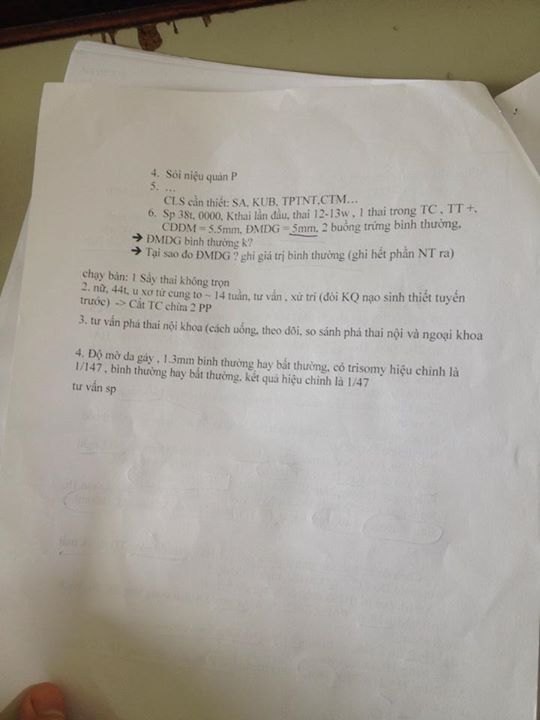 4. Sỏi niệu quản P
5. ...
CLS cần thiết: SA, KUB, TPTNT,CTM...
6. Sp 38t, 0000, Kthai lần đầu, thai 12-13w , 1 thai trong TC , TT +,
CDDM = 5.5mm, ĐMDG = 5mm, 2 buồng trứng bình thường,
➔ ĐMDG bình thường k?
➔ Tại sao đo ĐMDG ? ghi giá trị bình thường (ghi hết phần NT ra)
chạy bàn: 1 Sẩy thai không trọn
2. nữ, 44t, u xơ tử cung to ~ 14 tuần, tư vấn , xử trí (đòi KQ nạo sinh thiết tuyến
trước) -> Cắt TC chừa 2 PP
3. tư vấn phá thai nội khoa (cách uống, theo dõi, so sánh phá thai nội và ngoại khoa
4. Độ mờ da gáy , 1.3mm bình thường hay bất thường, có trisomy hiệu chỉnh là
1/147 , bình thường hay bất thường, kết quả hiệu chỉnh là 1/47
tư vấn sp